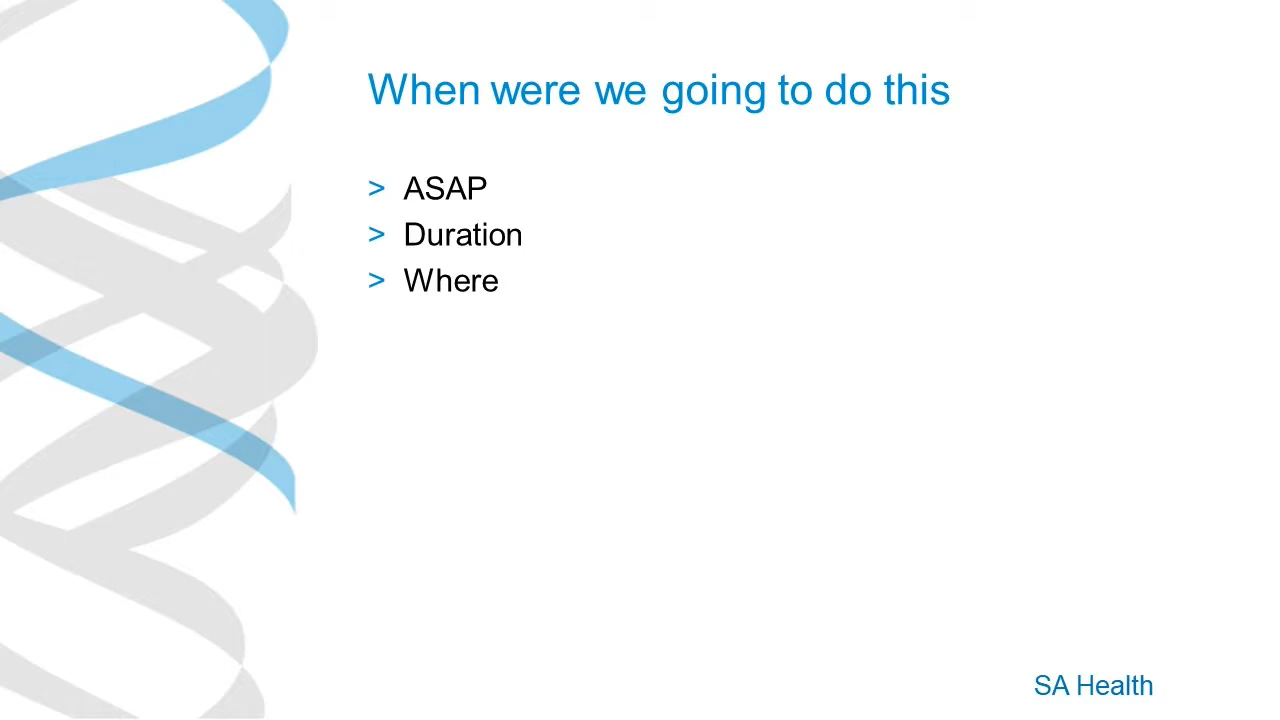 When were we going to do this
> ASAP
> Duration
> Where
SA Health